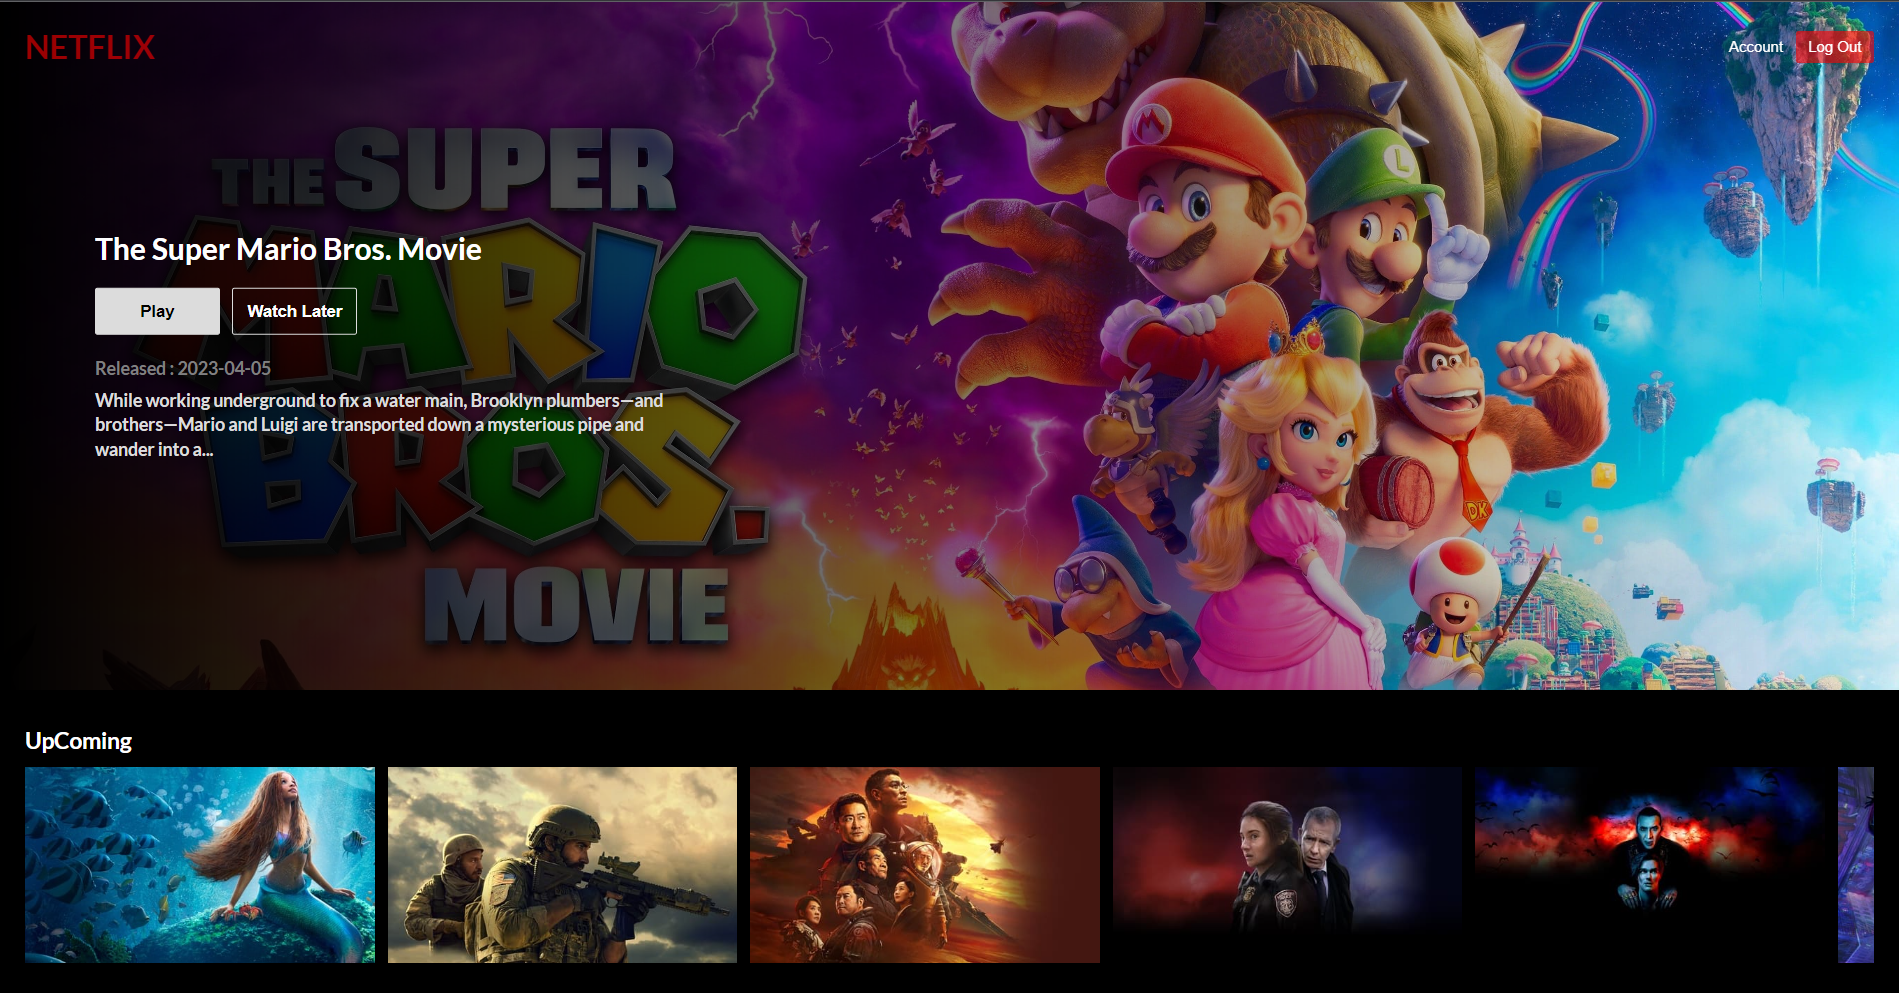 NETFLIX
Account
Log Out
THE SUPER
MARIO
BROS.
MOVIE
The Super Mario Bros. Movie
Play
Watch Later
Released : 2023-04-05
While working underground to fix a water main, Brooklyn plumbers—and
brothers—Mario and Luigi are transported down a mysterious pipe and
wander into a...
M
L
DK
UpComing